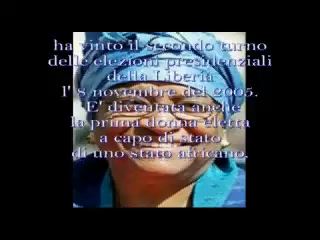 ha vinto il secondo turno
delle elezioni presidenziali
della Liberia
l' 8 novembre del 2005.
E' diventata anche
la prima donna eletta
a capo di stato
di uno stato africano.